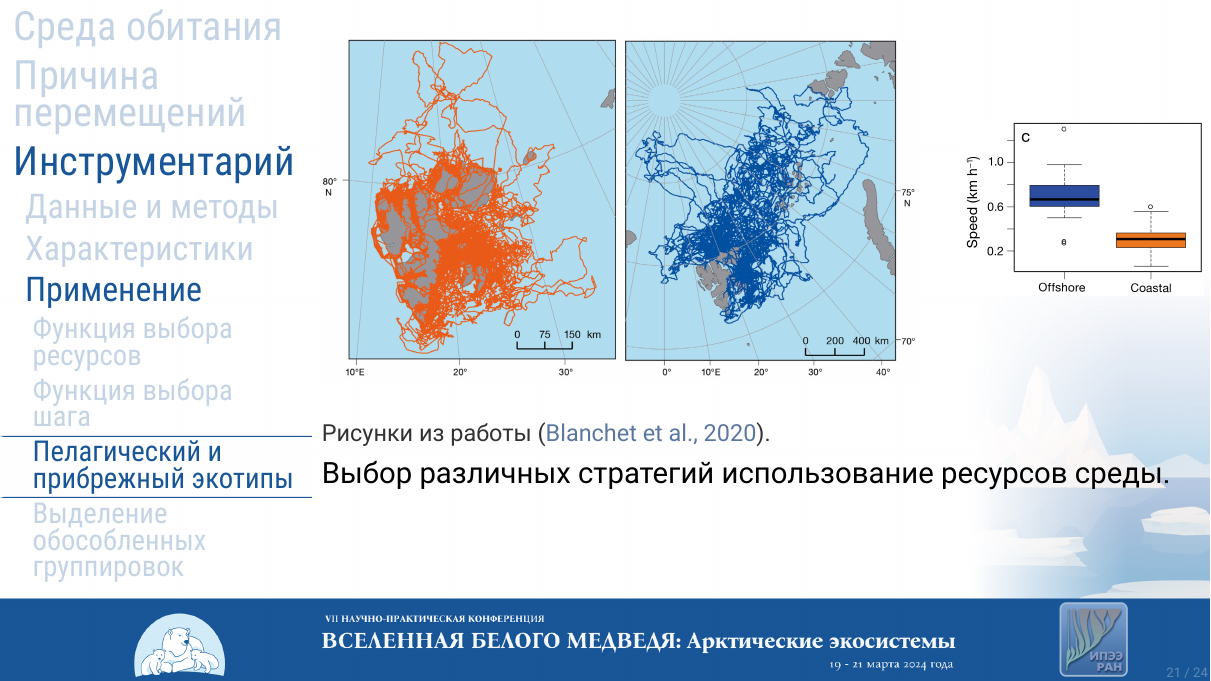 Среда обитания
Причина
перемещений
Инструментарий
Данные и методы
Характеристики
Применение
Функция выбора
ресурсов
Функция выбора
шага
Пелагический и
прибрежный экотипы
Выделение
обособленных
группировок
80°
N
0 75 150 km
10°E 20° 30°
75°
N
70°
0 200 400 km
0° 10°E 20° 30° 40°
C
Speed (km h⁻¹)
1.0
0.6
0.2
Offshore Coastal
Рисунки из работы (Blanchet et al., 2020).
Выбор различных стратегий использование ресурсов среды.
VII НАУЧНО-ПРАКТИЧЕСКАЯ КОНФЕРЕНЦИЯ
ВСЕЛЕННАЯ БЕЛОГО МЕДВЕДЯ: Арктические экосистемы
19 - 21 марта 2024 года
ИПЭЭ
РАН
21 / 24